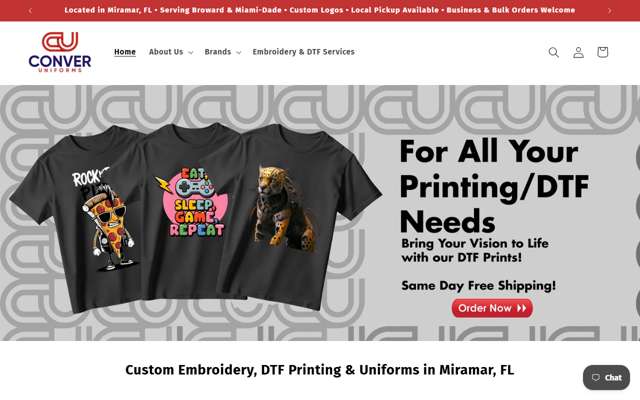 Located in Miramar, FL • Serving Broward & Miami-Dade • Custom Logos • Local Pickup Available • Business & Bulk Orders Welcome
CU
CONVER
UNIFORMS
Home
About Us
Brands
Embroidery & DTF Services
ROCK
EAT,
SLEEP,
GAME,
REPEAT
For All Your
Printing/DTF
Needs
Bring Your Vision to Life
with our DTF Prints!
Same Day Free Shipping!
Order Now
Custom Embroidery, DTF Printing & Uniforms in Miramar, FL
Chat